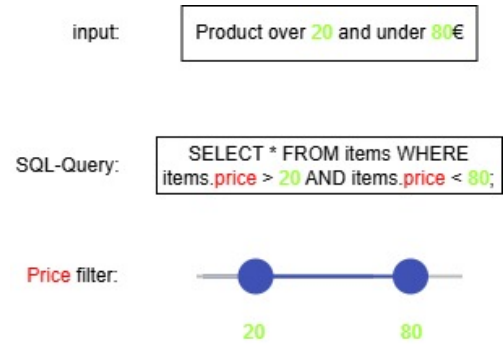 input:
Product over 20 and under 80€
SQL-Query:
SELECT * FROM items WHERE
items.price > 20 AND items.price < 80;
Price filter:
20
80